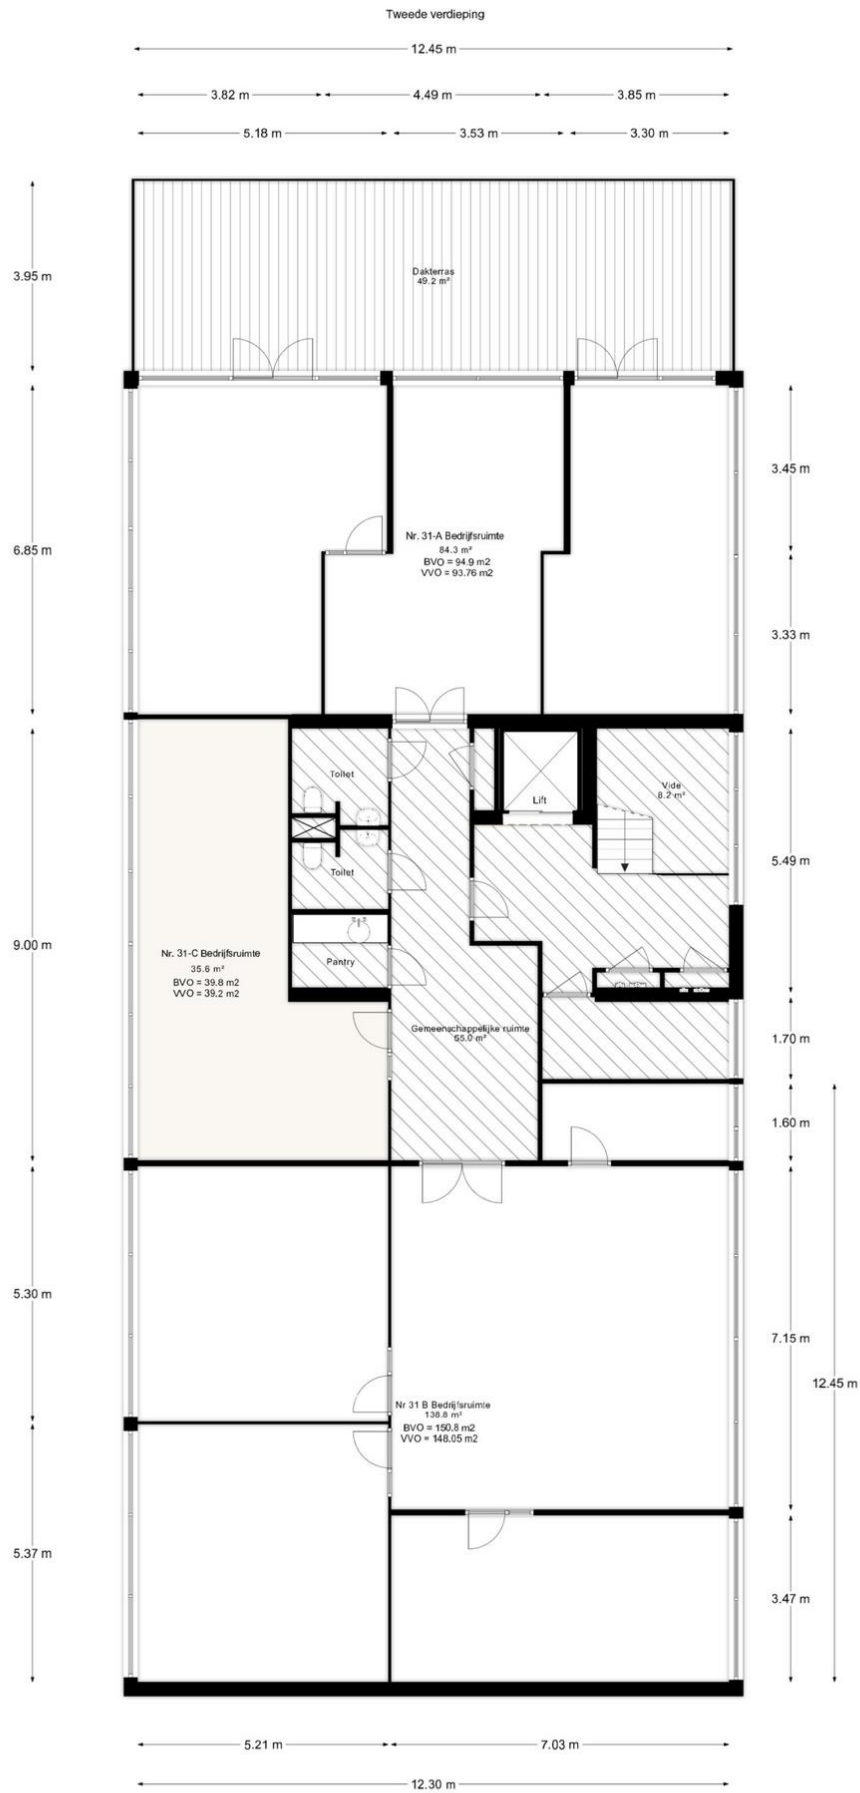 Tweede verdieping
12.45 m
3.82 m
4.49 m
3.85 m
5.18 m
3.53 m
3.30 m
3.95 m
Dakterras
49.2 m²
3.45 m
6.85 m
Nr. 31-A Bedrijfsruimte
84.3 m²
BVO = 94.9 m2
VVO = 93.76 m2
3.33 m
Toilet
Lift
Vide
8.2 m²
5.49 m
Toilet
9.00 m
Nr. 31-C Bedrijfsruimte
35.6 m²
BVO = 39.8 m2
VVO = 39.2 m2
Pantry
Gemeenschappelijke ruimte
55.0 m²
1.70 m
1.60 m
5.30 m
7.15 m
12.45 m
Nr 31 B Bedrijfsruimte
138.8 m²
BVO = 150.8 m2
VVO = 148.05 m2
5.37 m
3.47 m
5.21 m
7.03 m
12.30 m